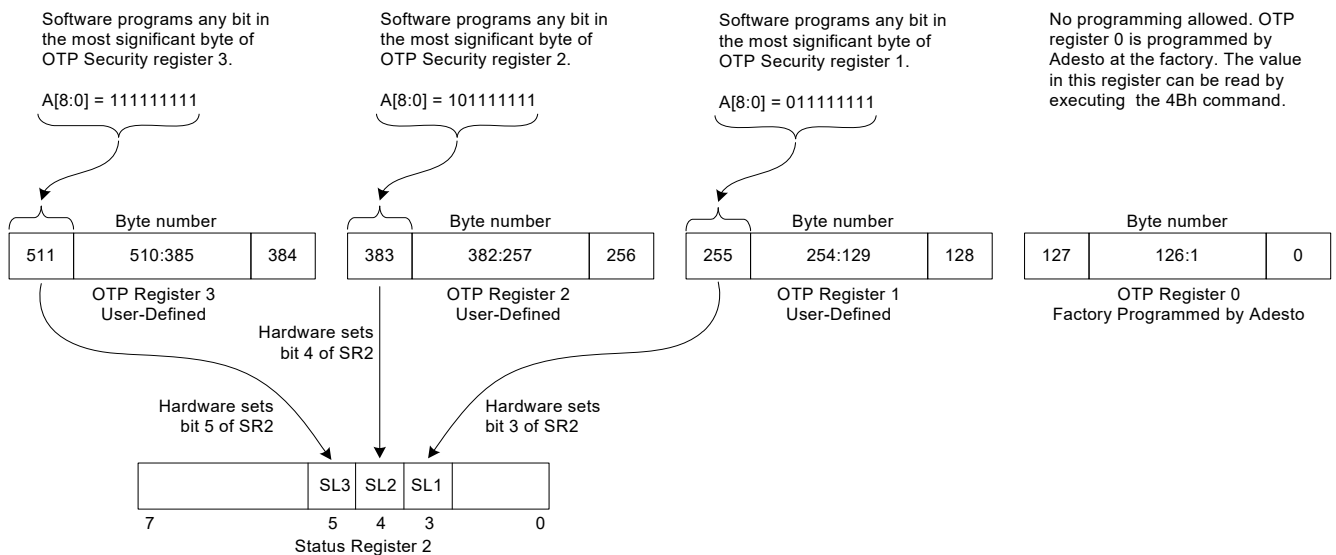 Software programs any bit in
the most significant byte of
OTP Security register 3.
Software programs any bit in
the most significant byte of
OTP Security register 2.
Software programs any bit in
the most significant byte of
OTP Security register 1.
No programming allowed. OTP
register 0 is programmed by
Adesto at the factory. The value
in this register can be read by
executing the 4Bh command.
A[8:0] = 111111111
A[8:0] = 101111111
A[8:0] = 011111111
Byte number
511 510:385 384
OTP Register 3
User-Defined
Byte number
383 382:257 256
OTP Register 2
User-Defined
Byte number
255 254:129 128
OTP Register 1
User-Defined
Byte number
127 126:1 0
OTP Register 0
Factory Programmed by Adesto
Hardware sets
bit 4 of SR2
Hardware sets
bit 5 of SR2
Hardware sets
bit 3 of SR2
SL3 SL2 SL1
7 5 4 3 0
Status Register 2